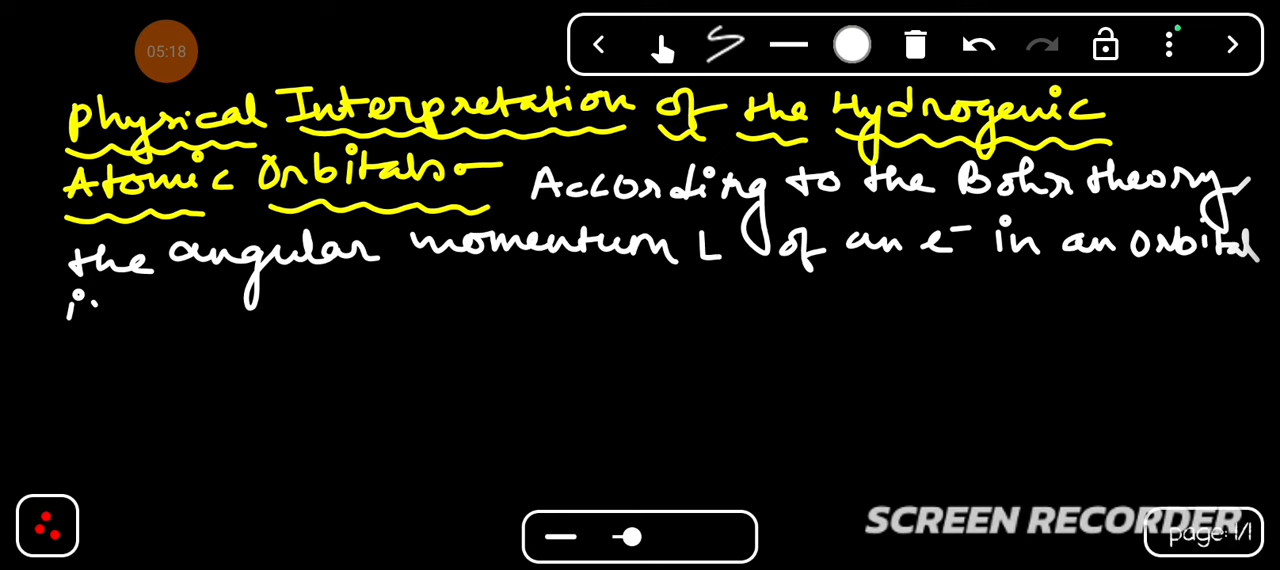 05:18
Physical Interpretation of the Hydrogenic
Atomic Orbitals- According to the Bohr theory
the angular momentum L of an e⁻ in an orbital
SCREEN RECORDER
page: 1/1